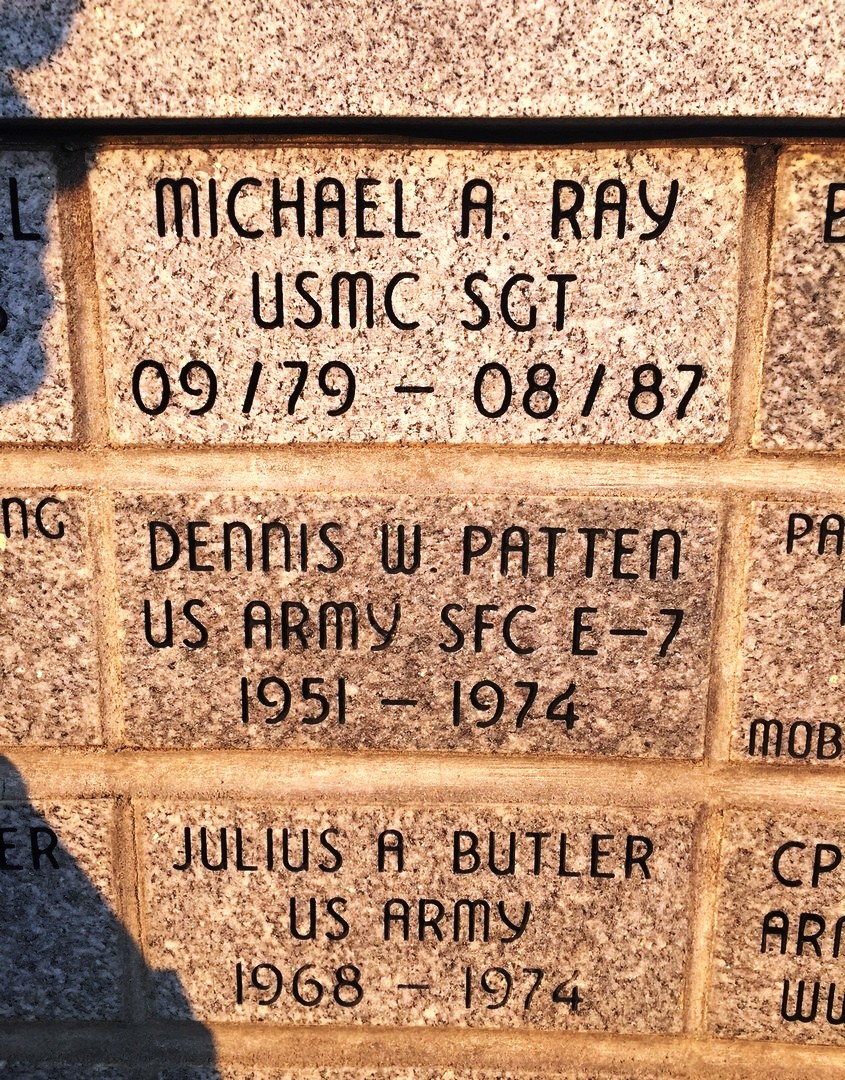 MICHAEL A. RAY
USMC SGT
09/79 – 08/87
DENNIS W. PATTEN
US ARMY SFC E–7
1951 – 1974
JULIUS A. BUTLER
US ARMY
1968 – 1974